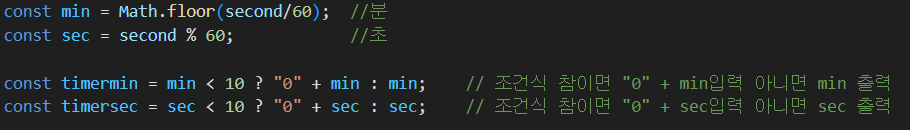 const min = Math.floor(second/60);  //분
const sec = second % 60;            //초
const timermin = min < 10 ? "0" + min : min;    // 조건식 참이면 "0" + min입력 아니면 min 출력
const timersec = sec < 10 ? "0" + sec : sec;    // 조건식 참이면 "0" + sec입력 아니면 sec 출력